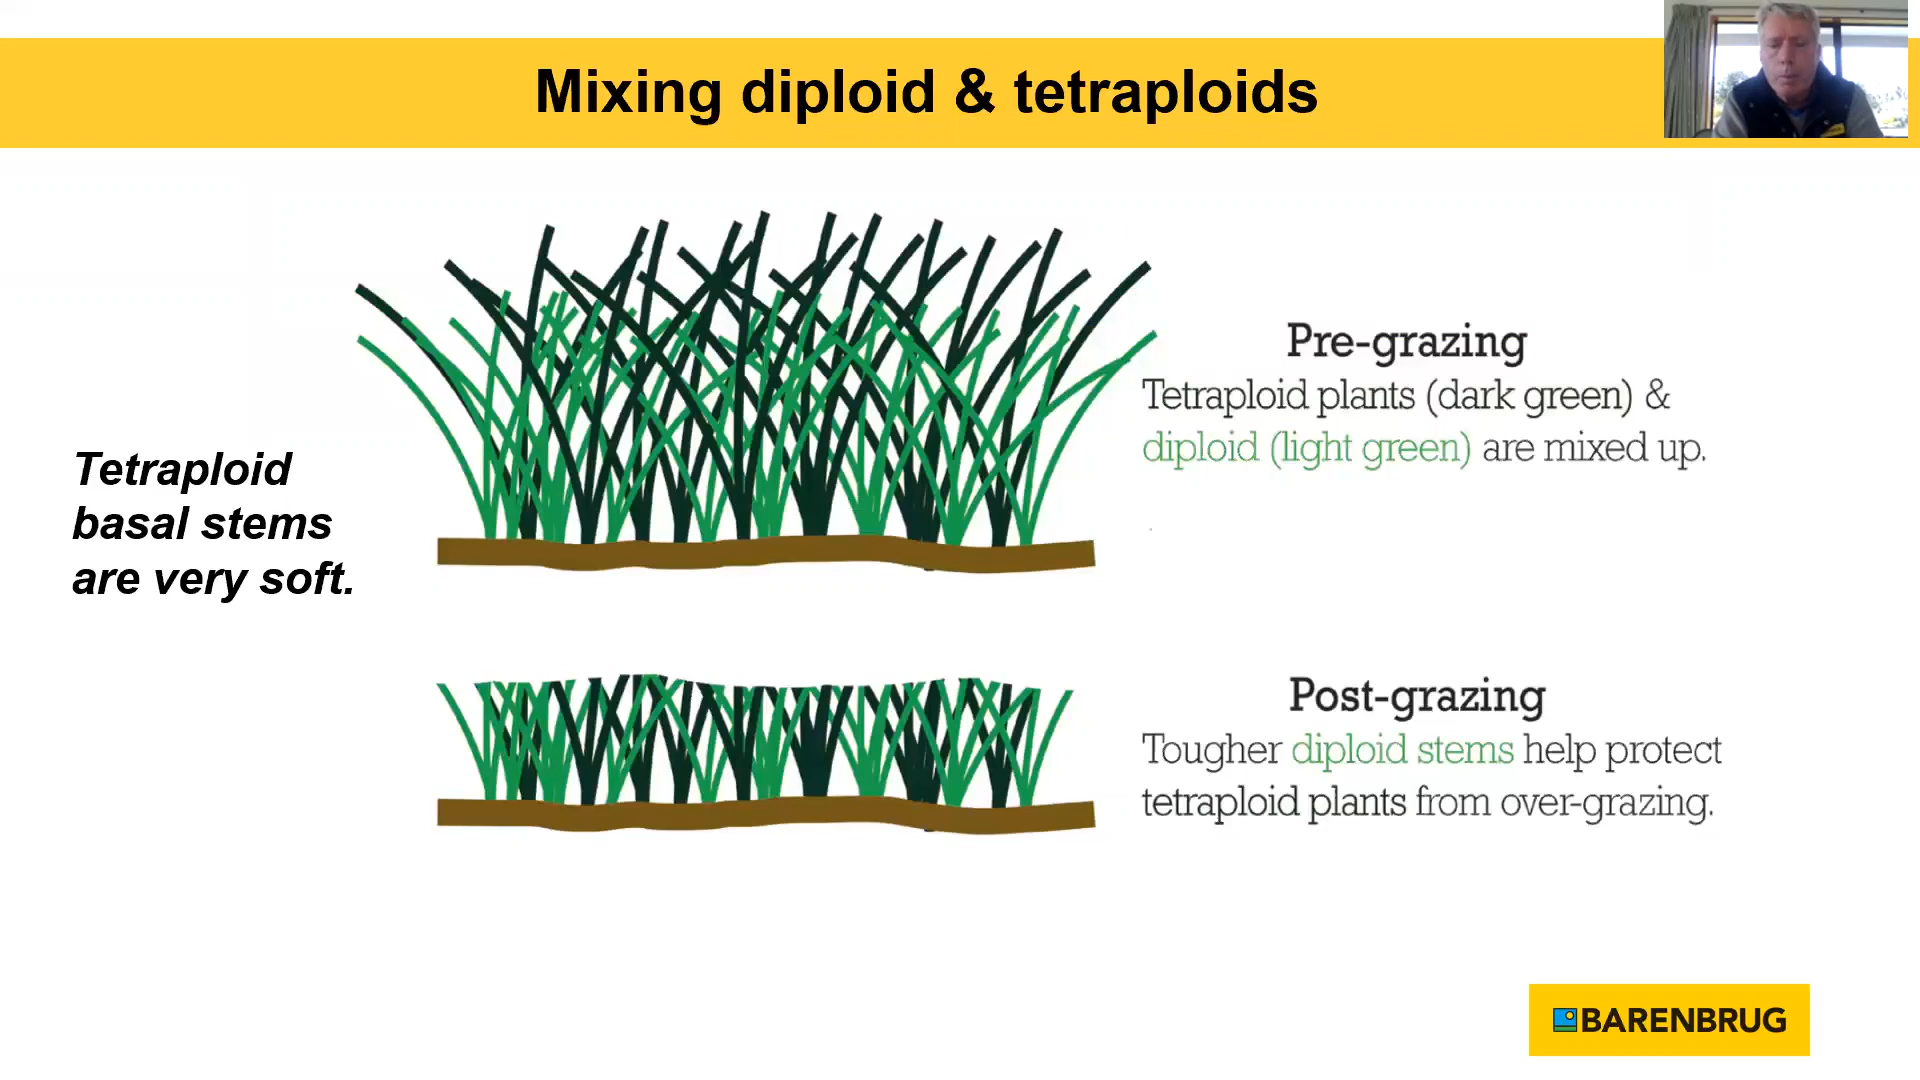 Mixing diploid & tetraploids
Tetraploid
basal stems
are very soft.
Pre-grazing
Tetraploid plants (dark green) &
diploid (light green) are mixed up.
Post-grazing
Tougher diploid stems help protect
tetraploid plants from over-grazing.
BARENBRUG